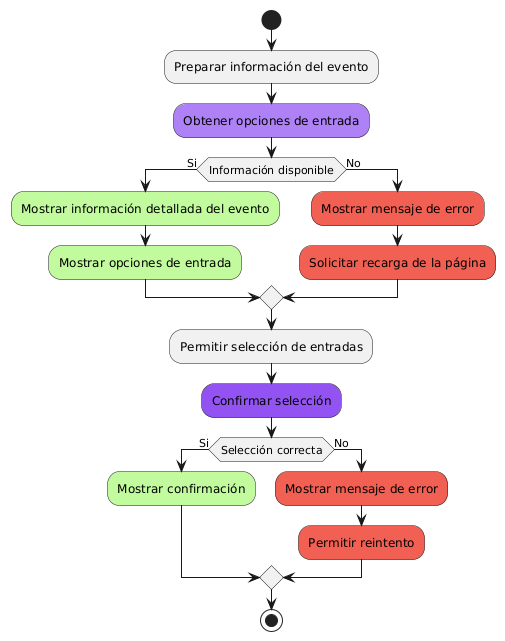 Preparar información del evento
Obtener opciones de entrada
Si
Información disponible
No
Mostrar información detallada del evento
Mostrar mensaje de error
Mostrar opciones de entrada
Solicitar recarga de la página
Permitir selección de entradas
Confirmar selección
Si
Selección correcta
No
Mostrar confirmación
Mostrar mensaje de error
Permitir reintento